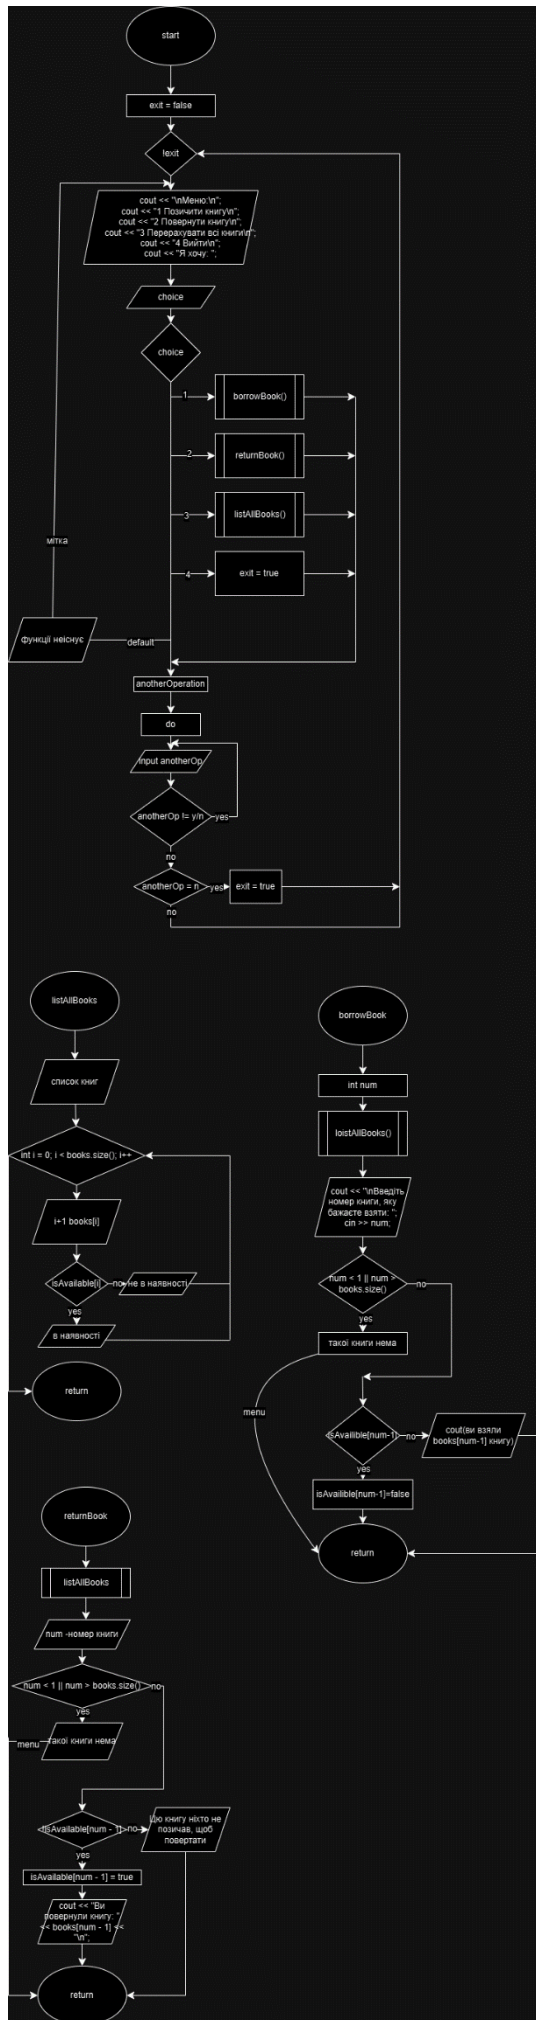 start
exit = false
!exit
cout << "\nМеню:\n";
cout << "1 Позичити книгу\n";
cout << "2 Повернути книгу\n";
cout << "3 Перерахувати всі книги\n";
cout << "4 Вийти\n";
cout << "Я хочу: ";
choice
choice
1
borrowBook()
2
returnBook()
3
listAllBooks()
мітка
4
exit = true
функції неіснує
default
anotherOperation
do
input anotherOp
anotherOp != y/n
yes
no
anotherOp = n
yes
exit = true
no
listAllBooks
список книг
int i = 0; i < books.size(); i++
i+1 books[i]
isAvailable[i]
no
не в наявності
yes
в наявності
return
borrowBook
int num
loistAllBooks()
cout << "\nВведіть
номер книги, яку
бажаєте взяти: ";
cin >> num;
num < 1 || num >
books.size()
no
yes
такої книги нема
menu
isAvailible[num-1]
no
cout(ви взяли
books[num-1] книгу)
yes
isAvailible[num-1]=false
return
returnBook
listAllBooks
num -номер книги
num < 1 || num > books.size()
no
yes
menu
такої книги нема
!isAvailable[num - 1]
no
Цю книгу ніхто не
позичав, щоб
повертати
yes
isAvailable[num - 1] = true
cout << "Ви
повернули книгу: "
<< books[num - 1] <<
"\n";
return